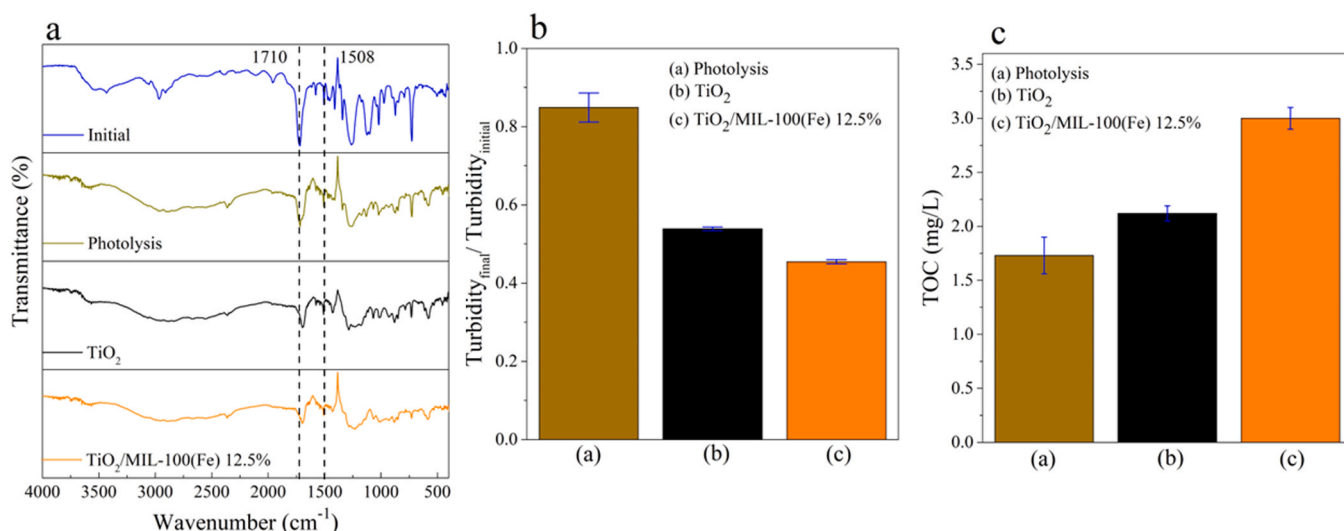 a
1710
1508
Initial
Photolysis
TiO₂
TiO₂/MIL-100(Fe) 12.5%
Transmittance (%)
4000 3500 3000 2500 2000 1500 1000 500
Wavenumber (cm⁻¹)
b
1.0
0.8
0.6
0.4
0.2
0.0
Turbidity_final / Turbidity_initial
(a) Photolysis
(b) TiO₂
(c) TiO₂/MIL-100(Fe) 12.5%
(a) (b) (c)
c
3.5
3.0
2.5
2.0
1.5
1.0
0.5
0.0
TOC (mg/L)
(a) Photolysis
(b) TiO₂
(c) TiO₂/MIL-100(Fe) 12.5%
(a) (b) (c)